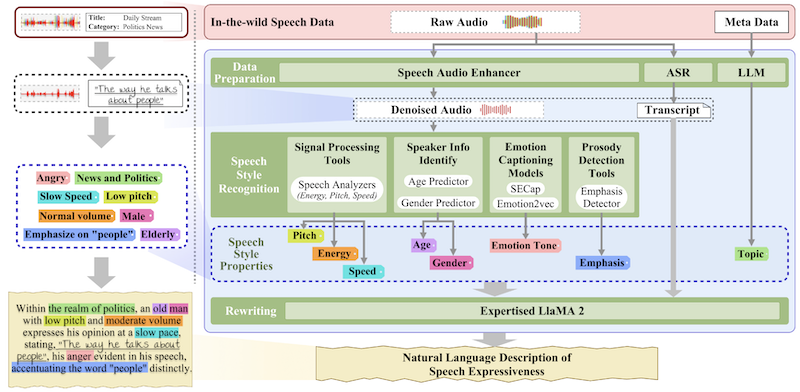 Title: Daily Stream
Category: Politics News
"The way he talks
about people"
Angry News and Politics
Slow Speed Low pitch
Normal volume Male
Emphasize on "people" Elderly
Within the realm of politics, an old man
with low pitch and moderate volume
expresses his opinion at a slow pace,
stating, "The way he talks about
people", his anger evident in his speech,
accentuating the word "people" distinctly.
In-the-wild Speech Data
Raw Audio
Meta Data
Data
Preparation
Speech Audio Enhancer
ASR
LLM
Denoised Audio
Transcript
Speech
Style
Recognition
Signal Processing
Tools
Speech Analyzers
(Energy, Pitch, Speed)
Speaker Info
Identify
Age Predictor
Gender Predictor
Emotion
Captioning
Models
SECap
Emotion2vec
Prosody
Detection
Tools
Emphasis
Detector
Speech
Style
Properties
Pitch
Energy
Speed
Age
Gender
Emotion Tone
Emphasis
Topic
Rewriting
Expertised LlaMA 2
Natural Language Description of
Speech Expressiveness